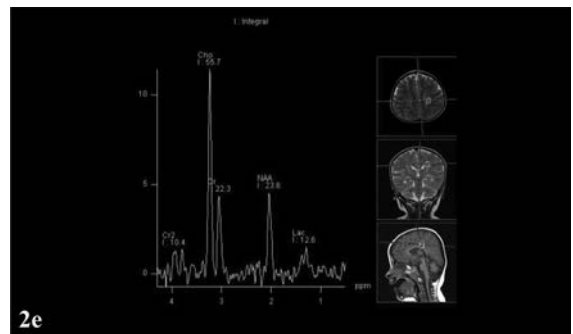 I : Integral
Cho
I : 55.7
10
Cr
22.3
5
NAA
I : 23.8
Cr2
I : 10.4
Lac
I : 12.6
0
4 3 2 1 ppm
2e